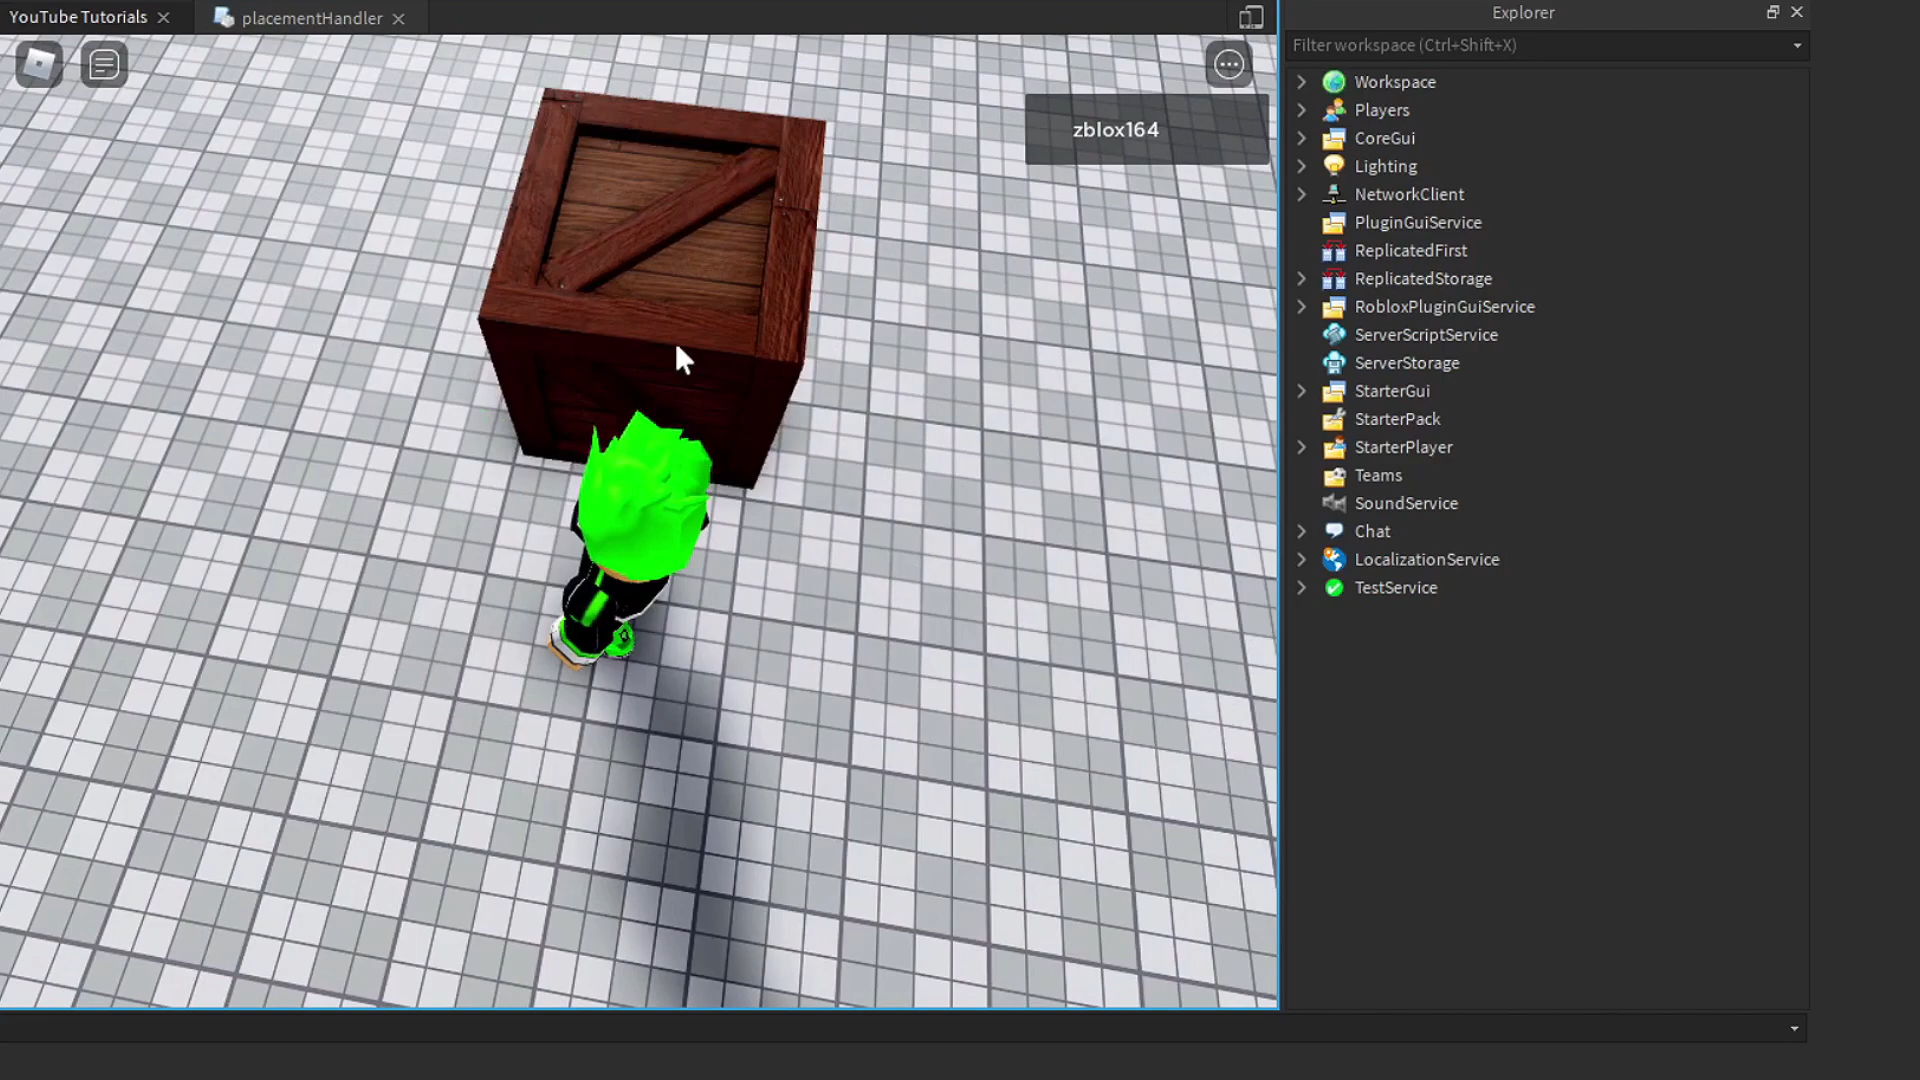 YouTube Tutorials
placementHandler
Explorer
Filter workspace (Ctrl+Shift+X)
zblox164
Workspace
Players
CoreGui
Lighting
NetworkClient
PluginGuiService
ReplicatedFirst
ReplicatedStorage
RobloxPluginGuiService
ServerScriptService
ServerStorage
StarterGui
StarterPack
StarterPlayer
Teams
SoundService
Chat
LocalizationService
TestService